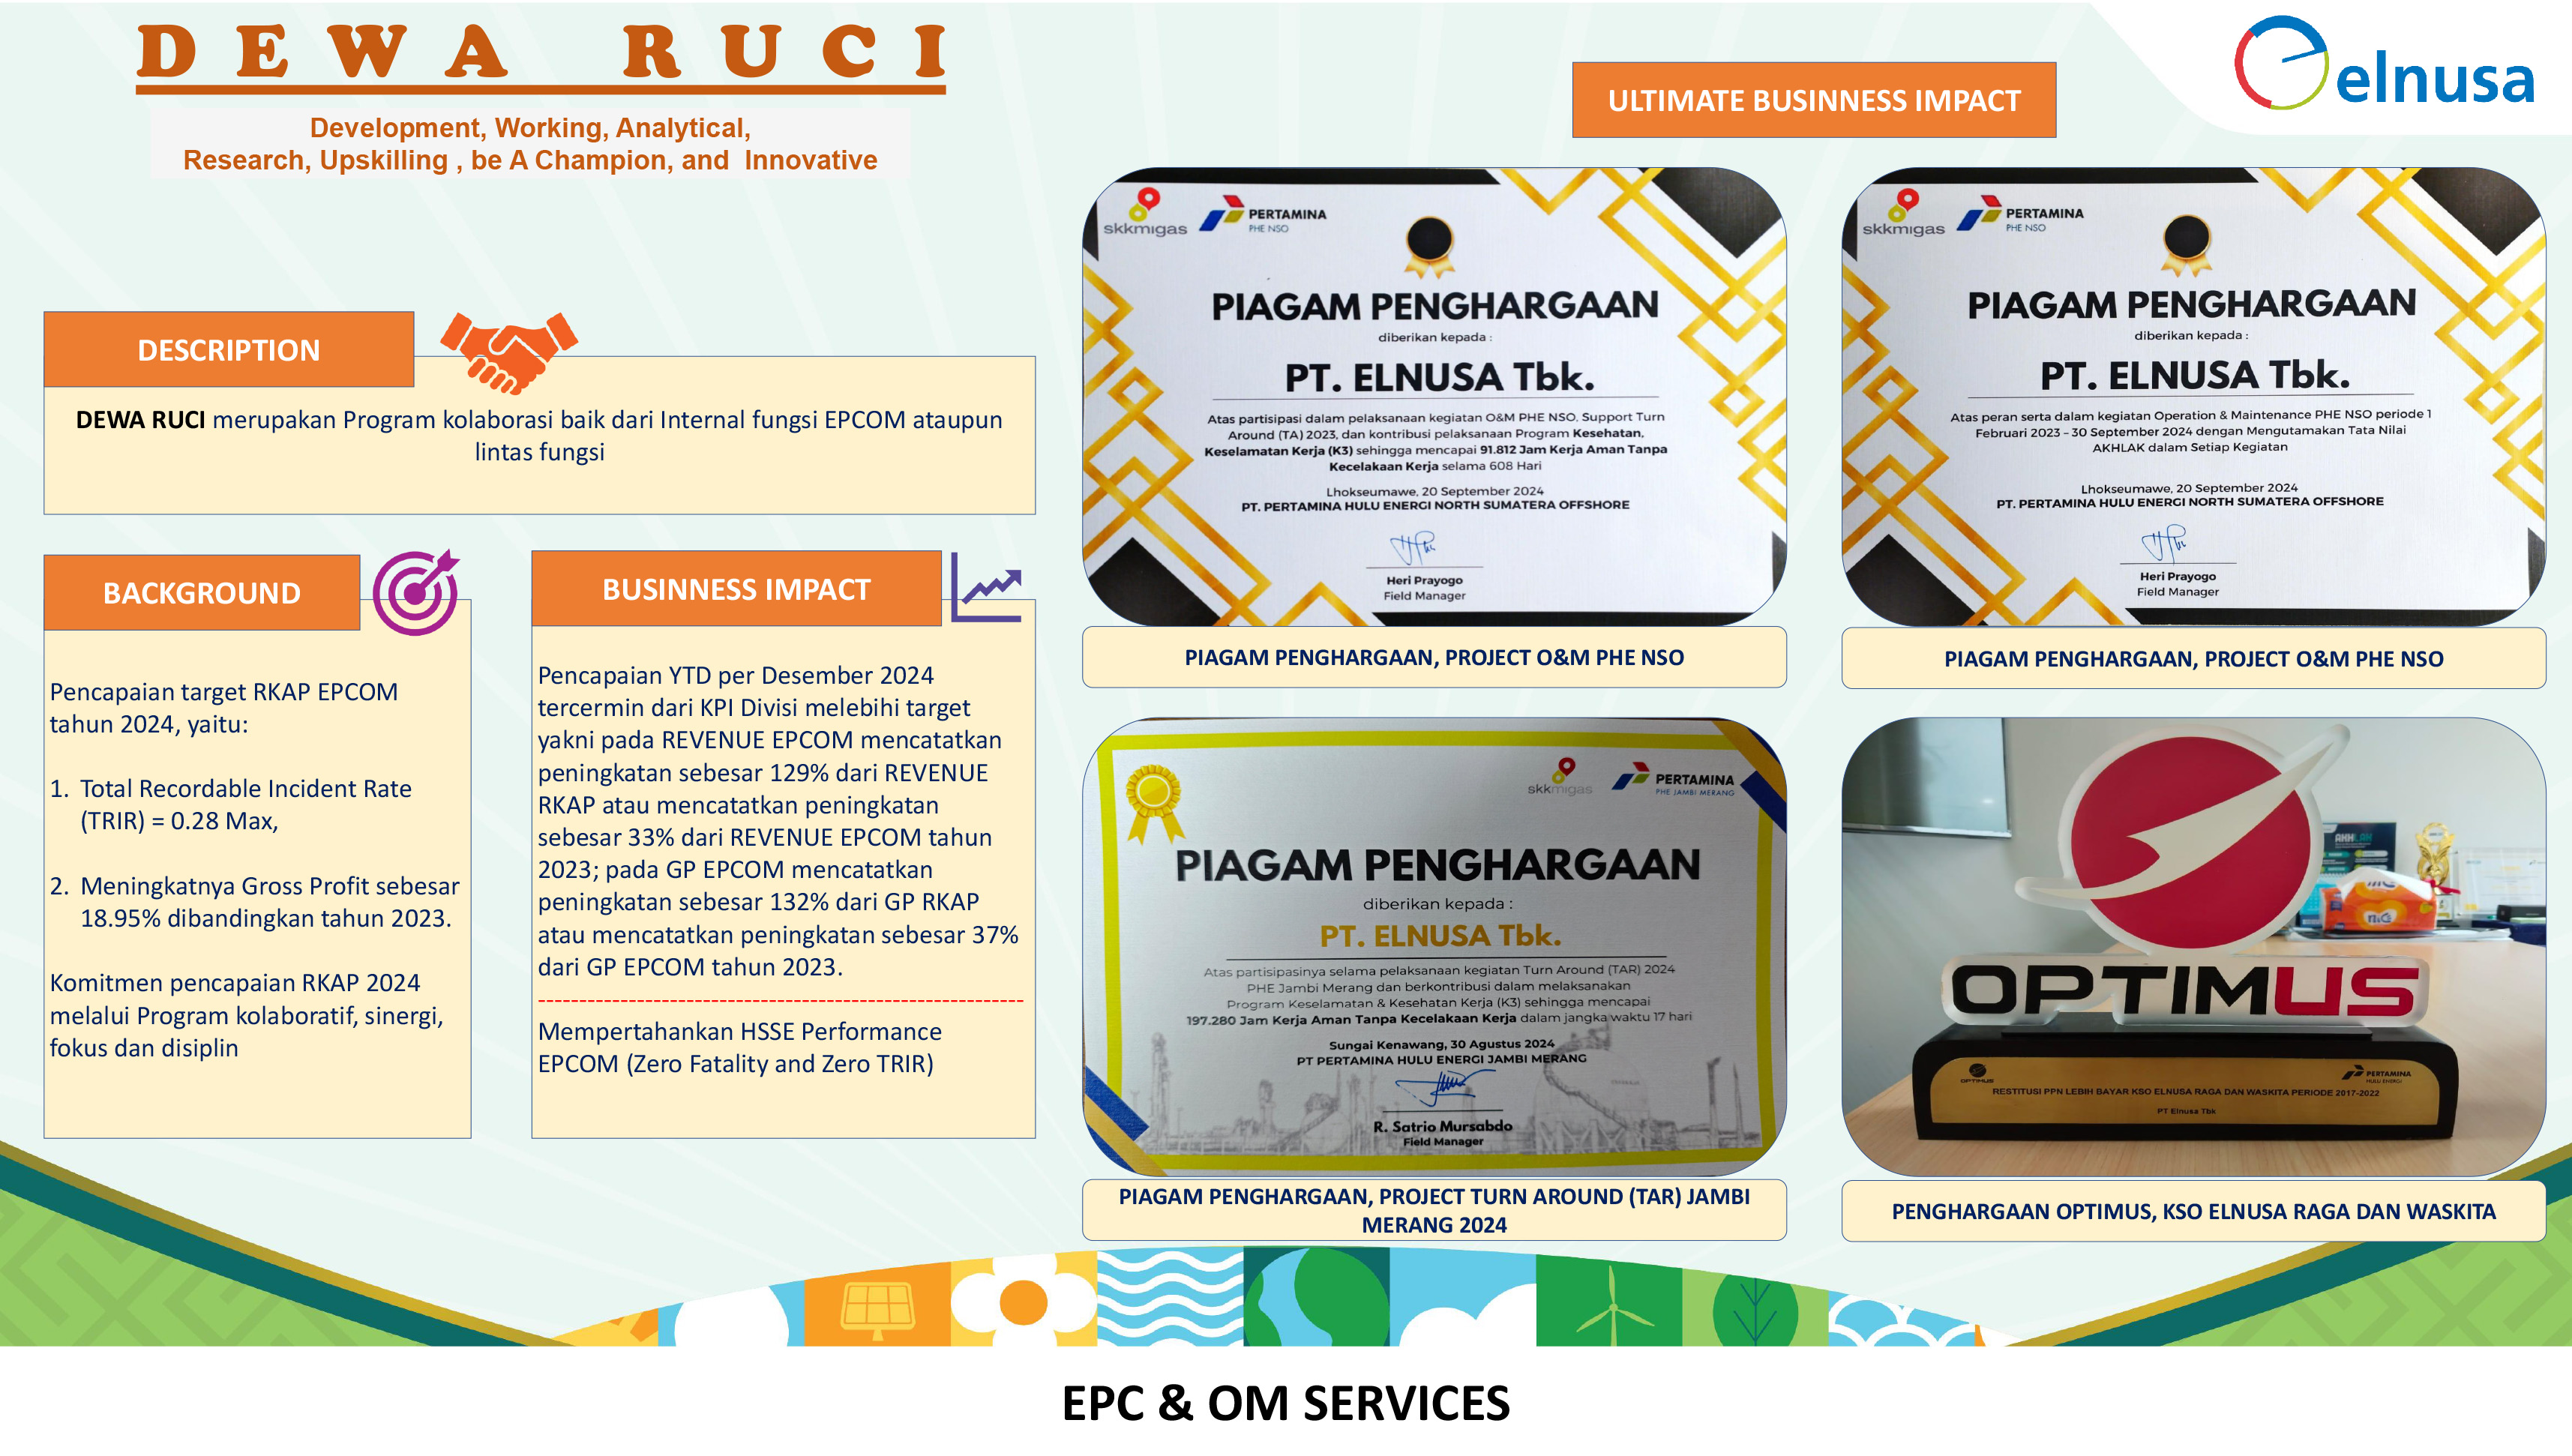 DEWA RUCI
Development, Working, Analytical,
Research, Upskilling , be A Champion, and Innovative
DESCRIPTION
DEWA RUCI merupakan Program kolaborasi baik dari Internal fungsi EPCOM ataupun
lintas fungsi
BACKGROUND
Pencapaian target RKAP EPCOM
tahun 2024, yaitu:
1. Total Recordable Incident Rate
(TRIR) = 0.28 Max,
2. Meningkatnya Gross Profit sebesar
18.95% dibandingkan tahun 2023.
Komitmen pencapaian RKAP 2024
melalui Program kolaboratif, sinergi,
fokus dan disiplin
BUSINNESS IMPACT
Pencapaian YTD per Desember 2024
tercermin dari KPI Divisi melebihi target
yakni pada REVENUE EPCOM mencatatkan
peningkatan sebesar 129% dari REVENUE
RKAP atau mencatatkan peningkatan
sebesar 33% dari REVENUE EPCOM tahun
2023; pada GP EPCOM mencatatkan
peningkatan sebesar 132% dari GP RKAP
atau mencatatkan peningkatan sebesar 37%
dari GP EPCOM tahun 2023.
Mempertahankan HSSE Performance
EPCOM (Zero Fatality and Zero TRIR)
ULTIMATE BUSINNESS IMPACT
elnusa
skkmigas
PERTAMINA
PHE NSO
PIAGAM PENGHARGAAN
diberikan kepada :
PT. ELNUSA Tbk.
Atas partisipasi dalam pelaksanaan kegiatan O&M PHE NSO. Support Turn
Around (TA) 2023, dan kontribusi pelaksanaan Program Kesehatan,
Keselamatan Kerja (K3) sehingga mencapai 91.812 Jam Kerja Aman Tanpa
Kecelakaan Kerja selama 608 Hari
Lhokseumawe, 20 September 2024
PT. PERTAMINA HULU ENERGI NORTH SUMATERA OFFSHORE
Heri Prayogo
Field Manager
PIAGAM PENGHARGAAN, PROJECT O&M PHE NSO
skkmigas
PERTAMINA
PHE NSO
PIAGAM PENGHARGAAN
diberikan kepada :
PT. ELNUSA Tbk.
Atas peran serta dalam kegiatan Operation & Maintenance PHE NSO periode 1
Februari 2023 - 30 September 2024 dengan Mengutamakan Tata Nilai
AKHLAK dalam Setiap Kegiatan
Lhokseumawe, 20 September 2024
PT. PERTAMINA HULU ENERGI NORTH SUMATERA OFFSHORE
Heri Prayogo
Field Manager
PIAGAM PENGHARGAAN, PROJECT O&M PHE NSO
skkmigas
PERTAMINA
PHE JAMBI MERANG
PIAGAM PENGHARGAAN
diberikan kepada :
PT. ELNUSA Tbk.
Atas partisipasinya selama pelaksanaan kegiatan Turn Around (TAR) 2024
PHE Jambi Merang dan berkontribusi dalam melaksanakan
Program Keselamatan & Kesehatan Kerja (K3) sehingga mencapai
197.280 Jam Kerja Aman Tanpa Kecelakaan Kerja dalam jangka waktu 17 hari
Sungai Kenawang, 30 Agustus 2024
PT PERTAMINA HULU ENERGI JAMBI MERANG
R. Satrio Mursabdo
Field Manager
PIAGAM PENGHARGAAN, PROJECT TURN AROUND (TAR) JAMBI
MERANG 2024
AKHLAK
nice
OPTIMUS
OPTIMUS
PERTAMINA
HULU ENERGI
RESTITUSI PPN LEBIH BAYAR KSO ELNUSA RAGA DAN WASKITA PERIODE 2017-2022
PT Elnusa Tbk
PENGHARGAAN OPTIMUS, KSO ELNUSA RAGA DAN WASKITA
EPC & OM SERVICES